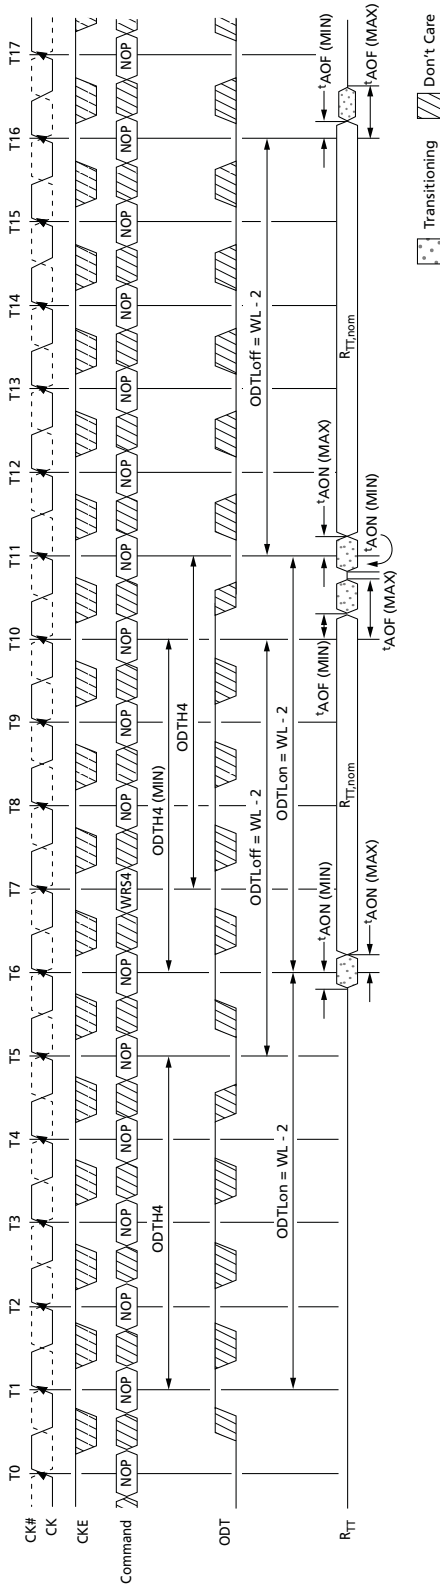 T0 T1 T2 T3 T4 T5 T6 T7 T8 T9 T10 T11 T12 T13 T14 T15 T16 T17
CK#
CK
CKE
Command NOP NOP NOP NOP NOP NOP NOP WRS4 NOP NOP NOP NOP NOP NOP NOP NOP NOP NOP
ODTH4 ODTH4 (MIN)
ODTH4
ODT
ODTLoff = WL - 2 ODTLoff = WL - 2
ODTLon = WL - 2 ODTLon = WL - 2
tAON (MIN) tAOF (MIN) tAON (MAX) tAOF (MIN)
RTT RTT,nom RTT,nom
tAON (MAX) tAOF (MAX) tAON (MIN) tAOF (MAX)
Transitioning Don't Care